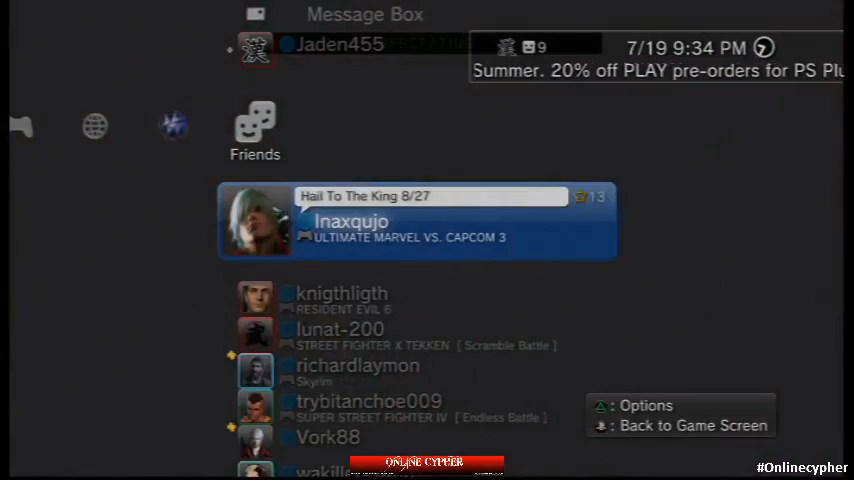 Message Box
Jaden455
漢 9
7/19 9:34 PM
Summer. 20% off PLAY pre-orders for PS Plu
Friends
Hail To The King 8/27
13
Inaxqujo
ULTIMATE MARVEL VS. CAPCOM 3
knigthligth
RESIDENT EVIL 6
lunat-200
STREET FIGHTER X TEKKEN [ Scramble Battle ]
richardlaymon
Skyrim
trybitanchoe009
SUPER STREET FIGHTER IV [ Endless Battle ]
: Options
: Back to Game Screen
Vork88
ONLINE CYPHER
#Onlinecypher